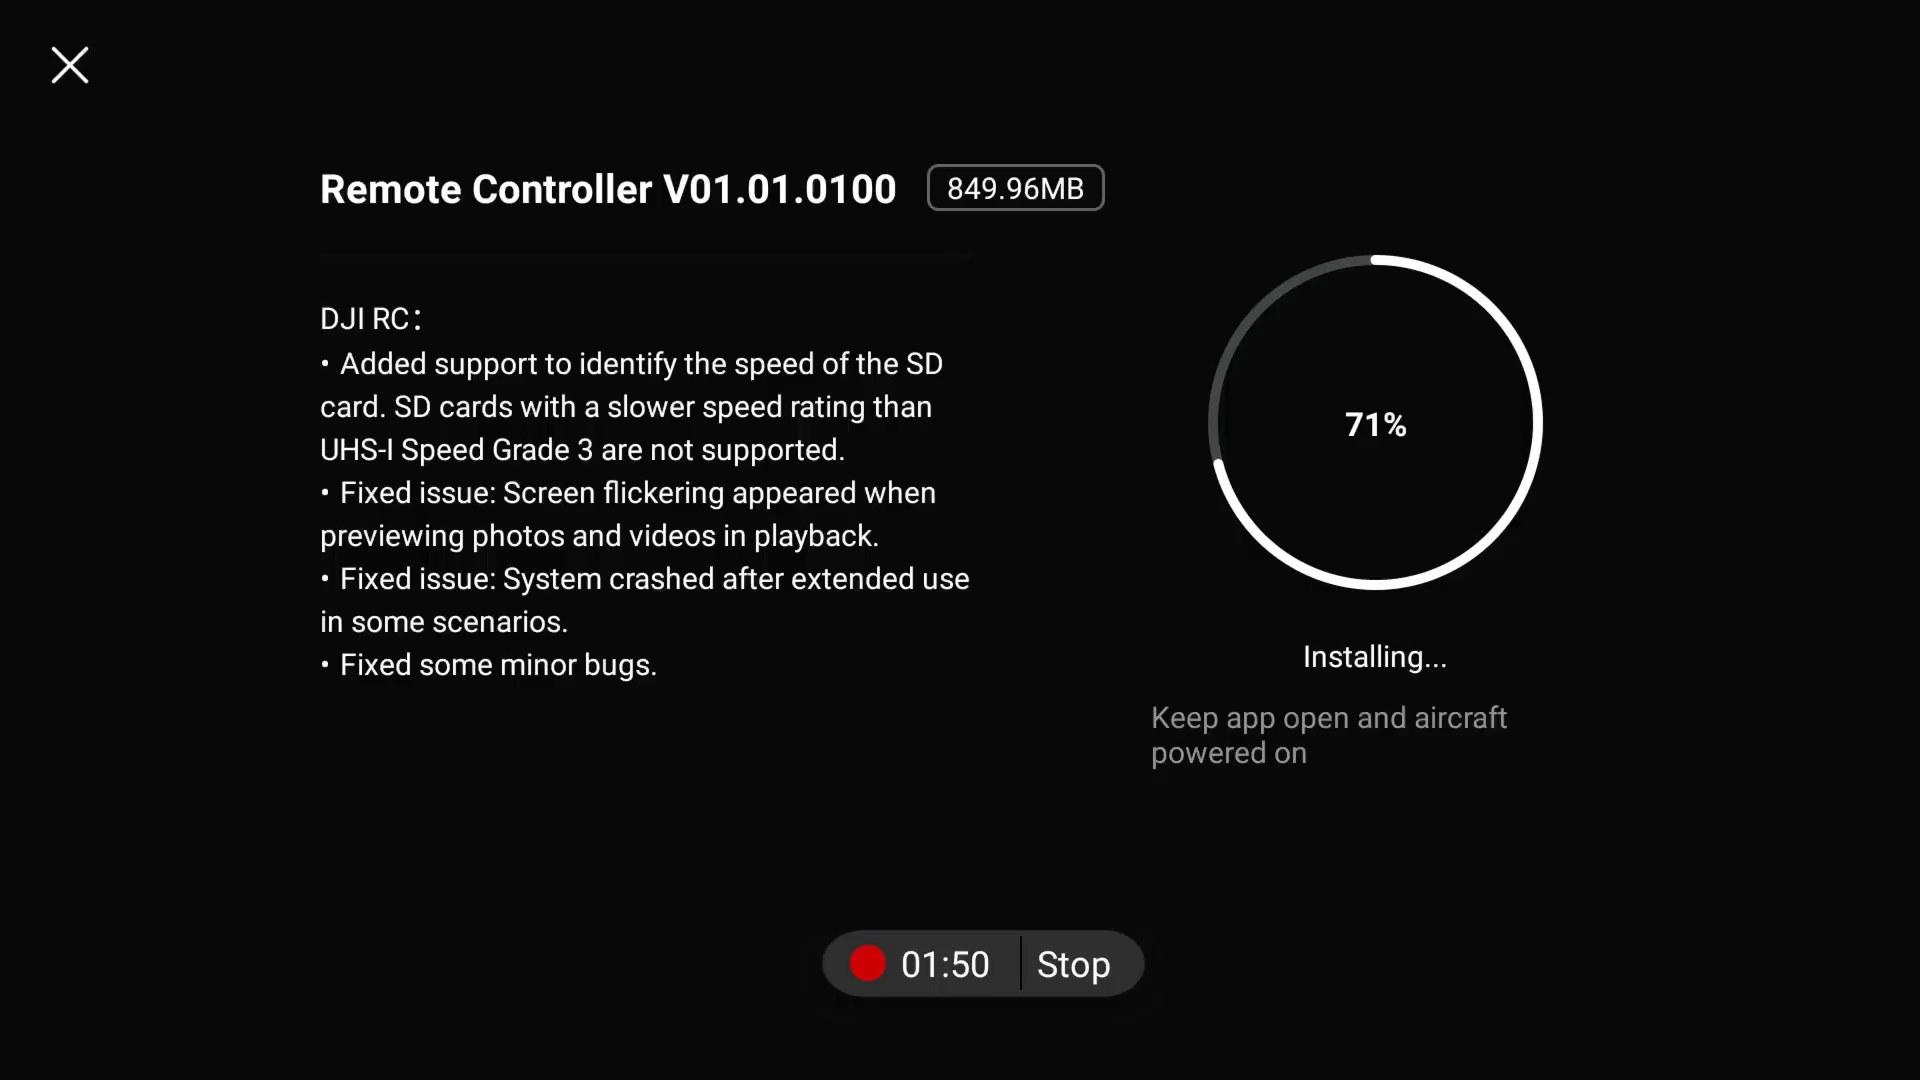 Remote Controller V01.01.0100 849.96MB
DJI RC：
• Added support to identify the speed of the SD
card. SD cards with a slower speed rating than
UHS-I Speed Grade 3 are not supported.
• Fixed issue: Screen flickering appeared when
previewing photos and videos in playback.
• Fixed issue: System crashed after extended use
in some scenarios.
• Fixed some minor bugs.
71%
Installing...
Keep app open and aircraft
powered on
01:50 Stop